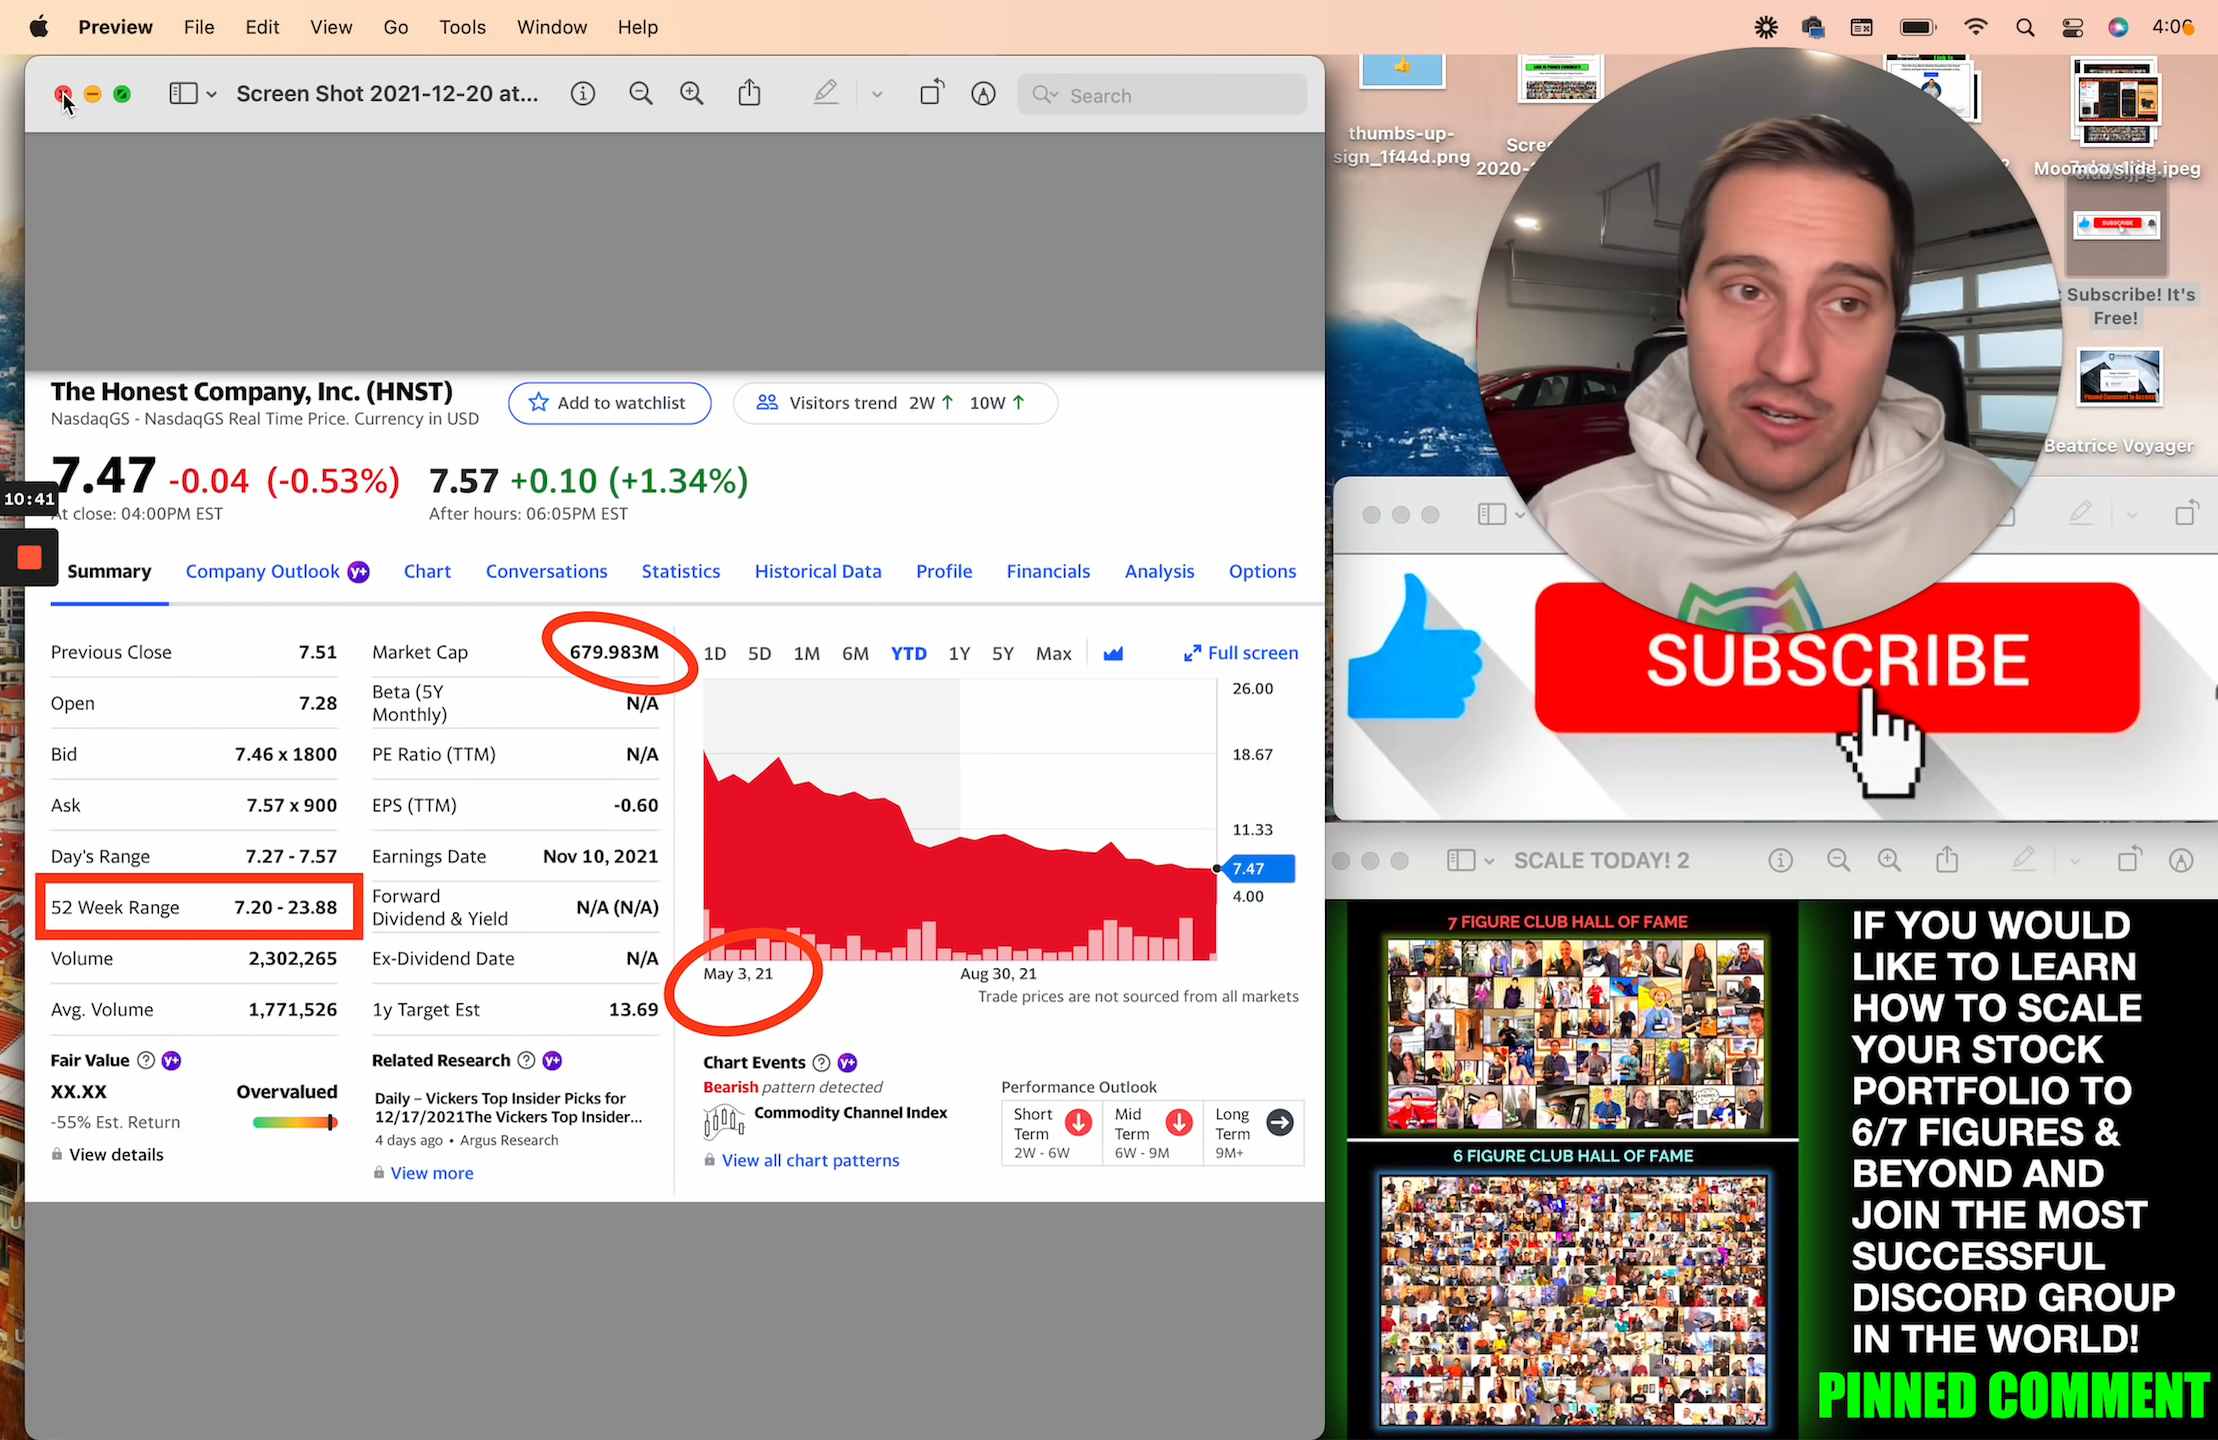 Preview File Edit View Go Tools Window Help
4:06
Screen Shot 2021-12-20 at...
Search
The Honest Company, Inc. (HNST)
NasdaqGS - NasdaqGS Real Time Price. Currency in USD
Add to watchlist
Visitors trend 2W ↑ 10W ↑
7.47 -0.04 (-0.53%) 7.57 +0.10 (+1.34%)
At close: 04:00PM EST After hours: 06:05PM EST
10:41
Summary Company Outlook y+ Chart Conversations Statistics Historical Data Profile Financials Analysis Options
Previous Close 7.51
Open 7.28
Bid 7.46 x 1800
Ask 7.57 x 900
Day's Range 7.27 - 7.57
52 Week Range 7.20 - 23.88
Volume 2,302,265
Avg. Volume 1,771,526
Market Cap 679.983M
Beta (5Y
Monthly) N/A
PE Ratio (TTM) N/A
EPS (TTM) -0.60
Earnings Date Nov 10, 2021
Forward
Dividend & Yield N/A (N/A)
Ex-Dividend Date N/A
1y Target Est 13.69
1D 5D 1M 6M YTD 1Y 5Y Max Full screen
26.00
18.67
11.33
7.47
4.00
May 3, 21 Aug 30, 21
Trade prices are not sourced from all markets
Fair Value y+
XX.XX Overvalued
-55% Est. Return
View details
Related Research y+
Daily – Vickers Top Insider Picks for
12/17/2021The Vickers Top Insider...
4 days ago • Argus Research
View more
Chart Events y+
Bearish pattern detected
Commodity Channel Index
View all chart patterns
Performance Outlook
Short
Term
2W - 6W
Mid
Term
6W - 9M
Long
Term
9M+
thumbs-up-
sign_1f44d.png
Moomoo slide.jpeg
SUBSCRIBE
Subscribe! It's
Free!
Beatrice Voyager
SUBSCRIBE
SCALE TODAY! 2
7 FIGURE CLUB HALL OF FAME
6 FIGURE CLUB HALL OF FAME
IF YOU WOULD
LIKE TO LEARN
HOW TO SCALE
YOUR STOCK
PORTFOLIO TO
6/7 FIGURES &
BEYOND AND
JOIN THE MOST
SUCCESSFUL
DISCORD GROUP
IN THE WORLD!
PINNED COMMENT